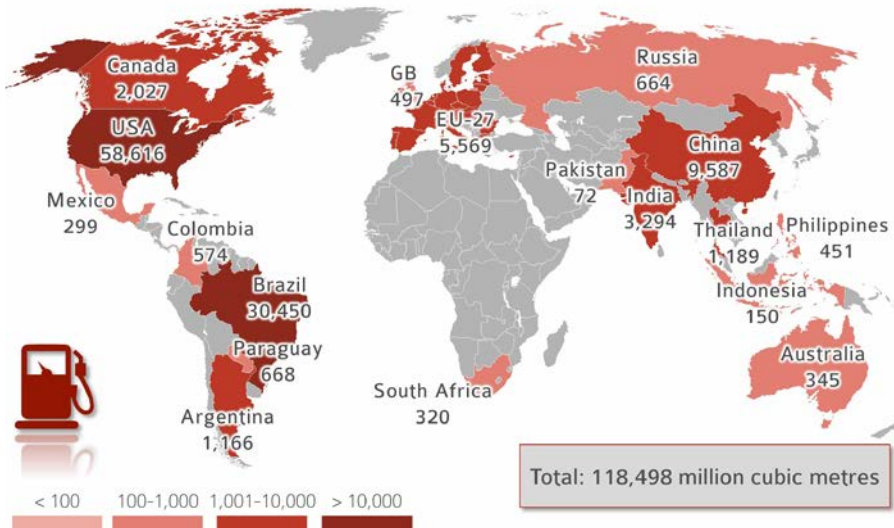 Canada
2,027
USA
58,616
Mexico
299
Colombia
574
Brazil
30,450
Paraguay
668
Argentina
1,166
GB
497
EU-27
5,569
Russia
664
China
9,587
Pakistan
72
India
3,294
Thailand
1,189
Philippines
451
Indonesia
150
Australia
345
South Africa
320
Total: 118,498 million cubic metres
< 100 100-1,000 1,001-10,000 > 10,000